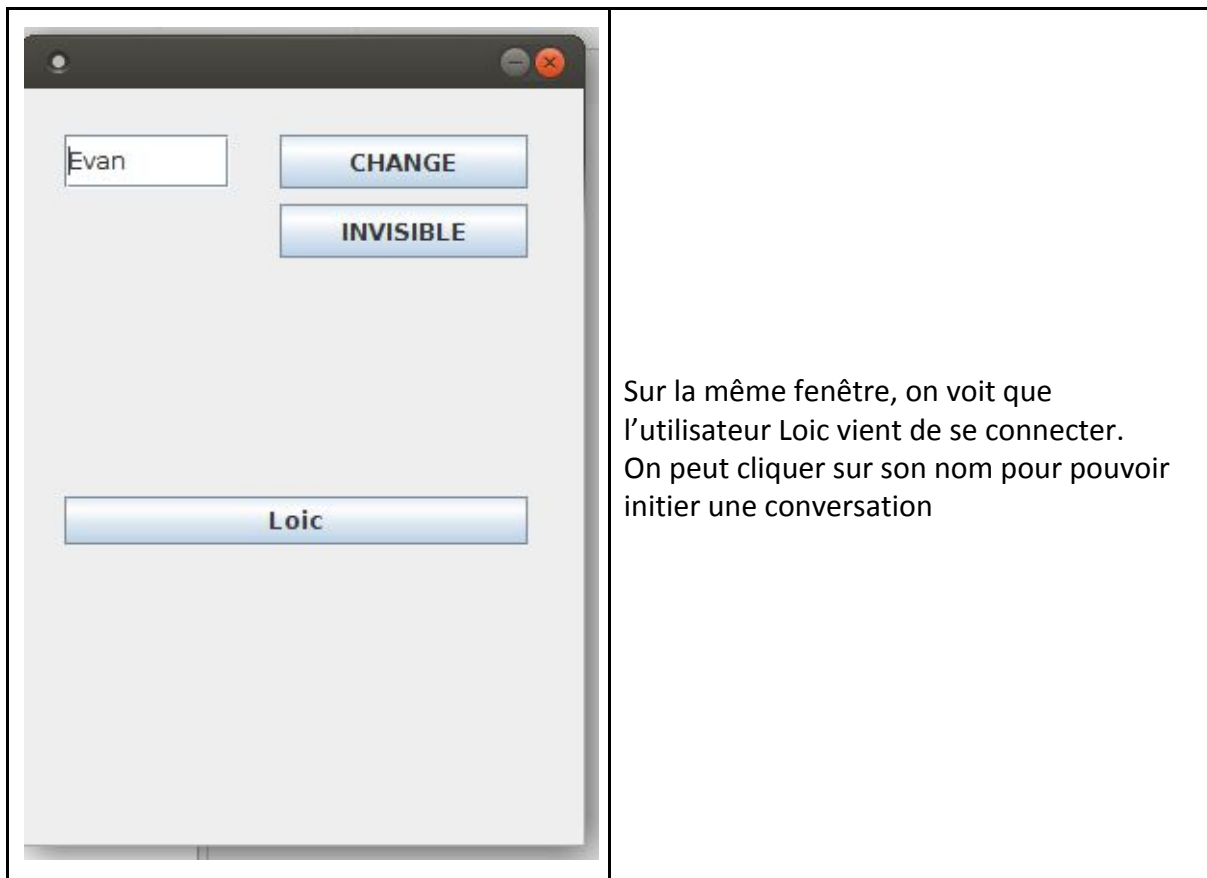 Evan
CHANGE
INVISIBLE
Loic
Sur la même fenêtre, on voit que
l’utilisateur Loic vient de se connecter.
On peut cliquer sur son nom pour pouvoir
initier une conversation